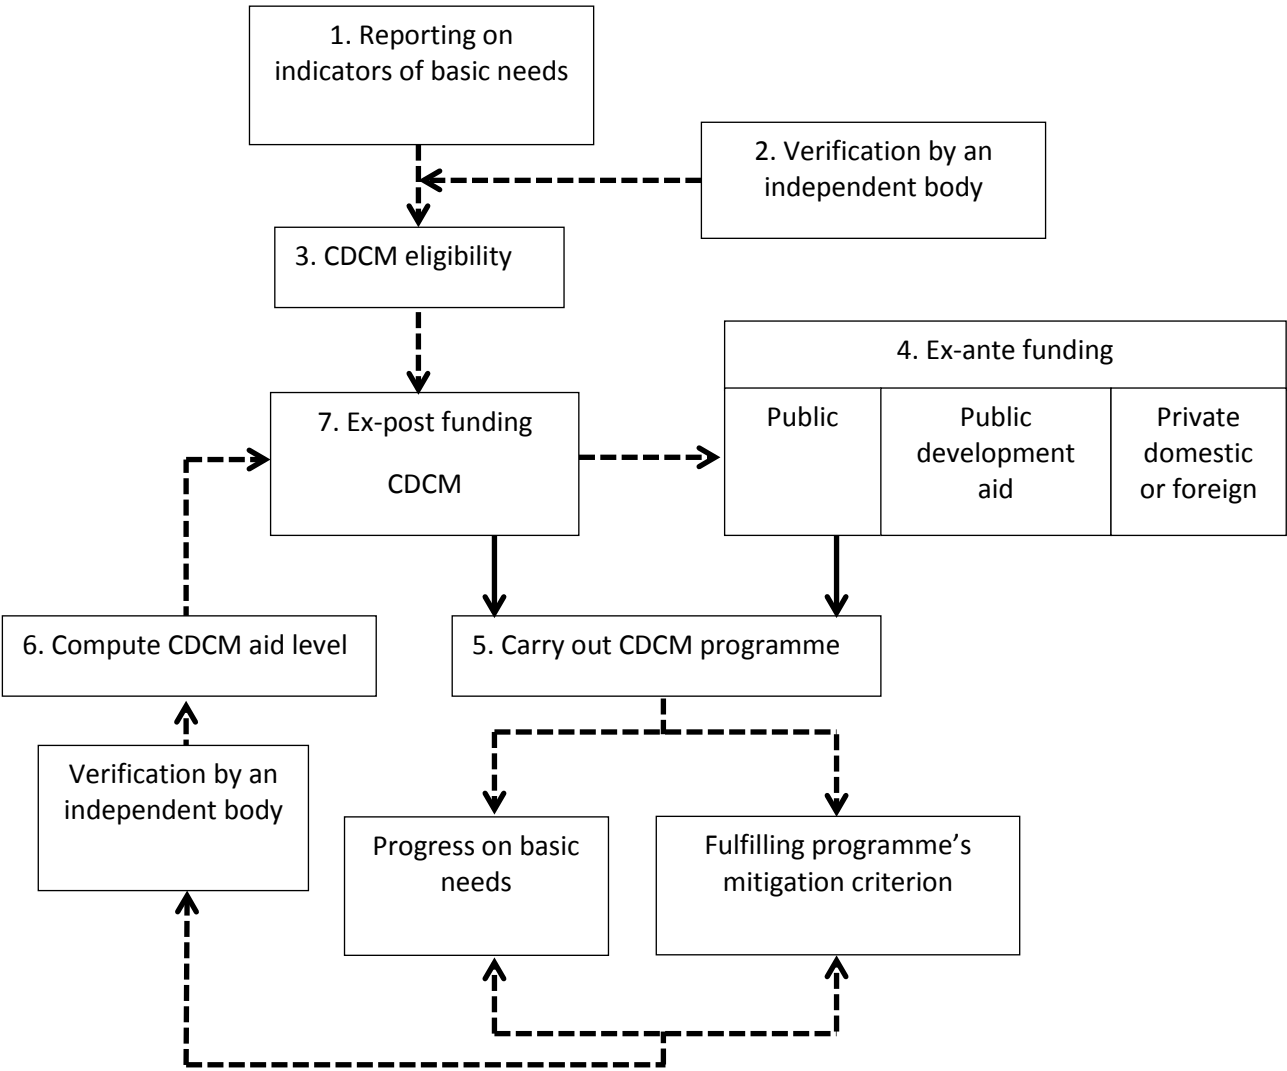 1. Reporting on
indicators of basic needs
2. Verification by an
independent body
3. CDCM eligibility
4. Ex-ante funding
7. Ex-post funding
CDCM
Public
Public
development
aid
Private
domestic
or foreign
6. Compute CDCM aid level
5. Carry out CDCM programme
Verification by an
independent body
Progress on basic
needs
Fulfilling programme’s
mitigation criterion